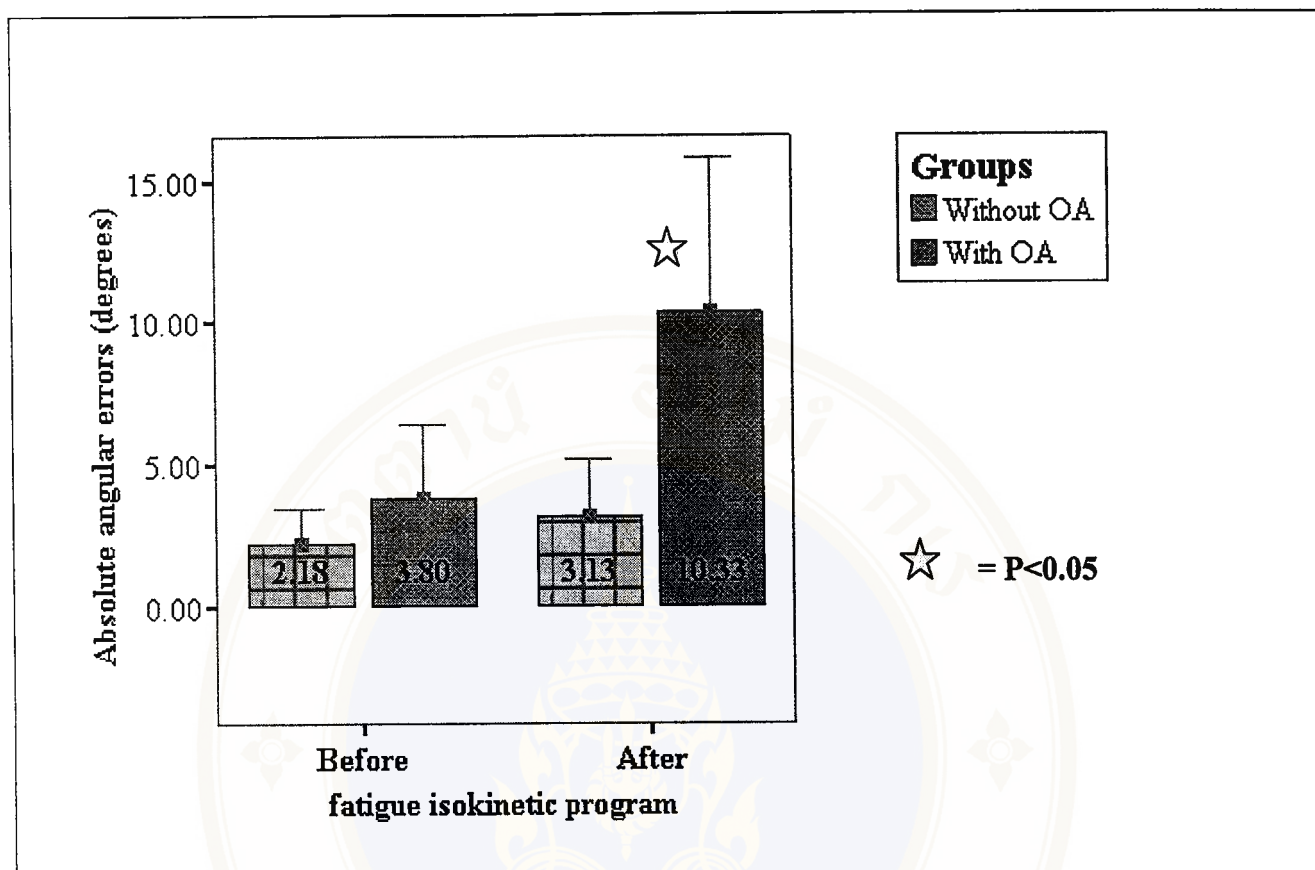 Absolute angular errors (degrees)
15.00
10.00
5.00
0.00
2.18
3.80
3.13
10.33
Before
After
fatigue isokinetic program
Groups
Without OA
With OA
= P<0.05